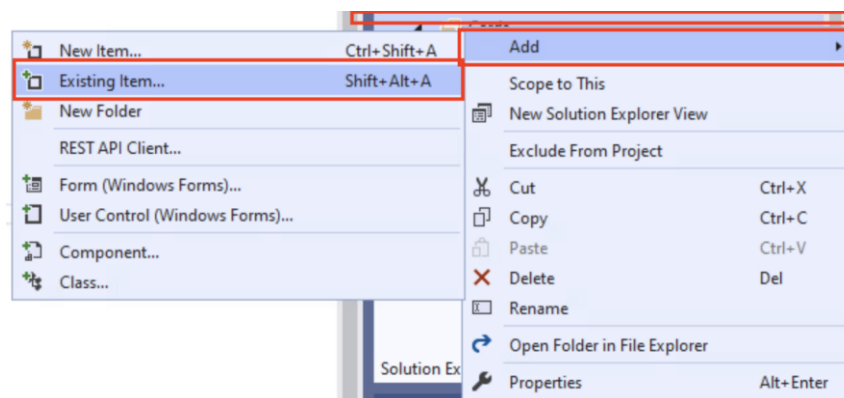 New Item... Ctrl+Shift+A
Existing Item... Shift+Alt+A
New Folder
REST API Client...
Form (Windows Forms)...
User Control (Windows Forms)...
Component...
Class...
Add
Scope to This
New Solution Explorer View
Exclude From Project
Cut Ctrl+X
Copy Ctrl+C
Paste Ctrl+V
Delete Del
Rename
Open Folder in File Explorer
Properties Alt+Enter
Solution Ex